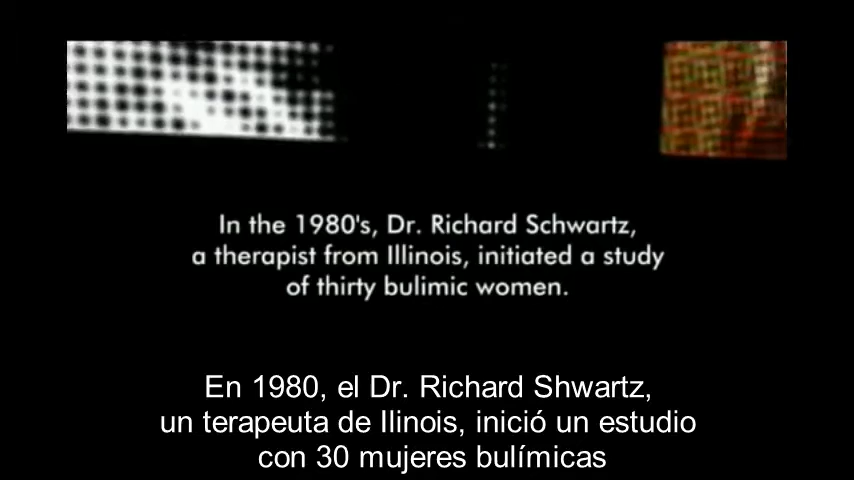 In the 1980's, Dr. Richard Schwartz,
a therapist from Illinois, initiated a study
of thirty bulimic women.
En 1980, el Dr. Richard Shwartz,
un terapeuta de Ilinois, inició un estudio
con 30 mujeres bulímicas